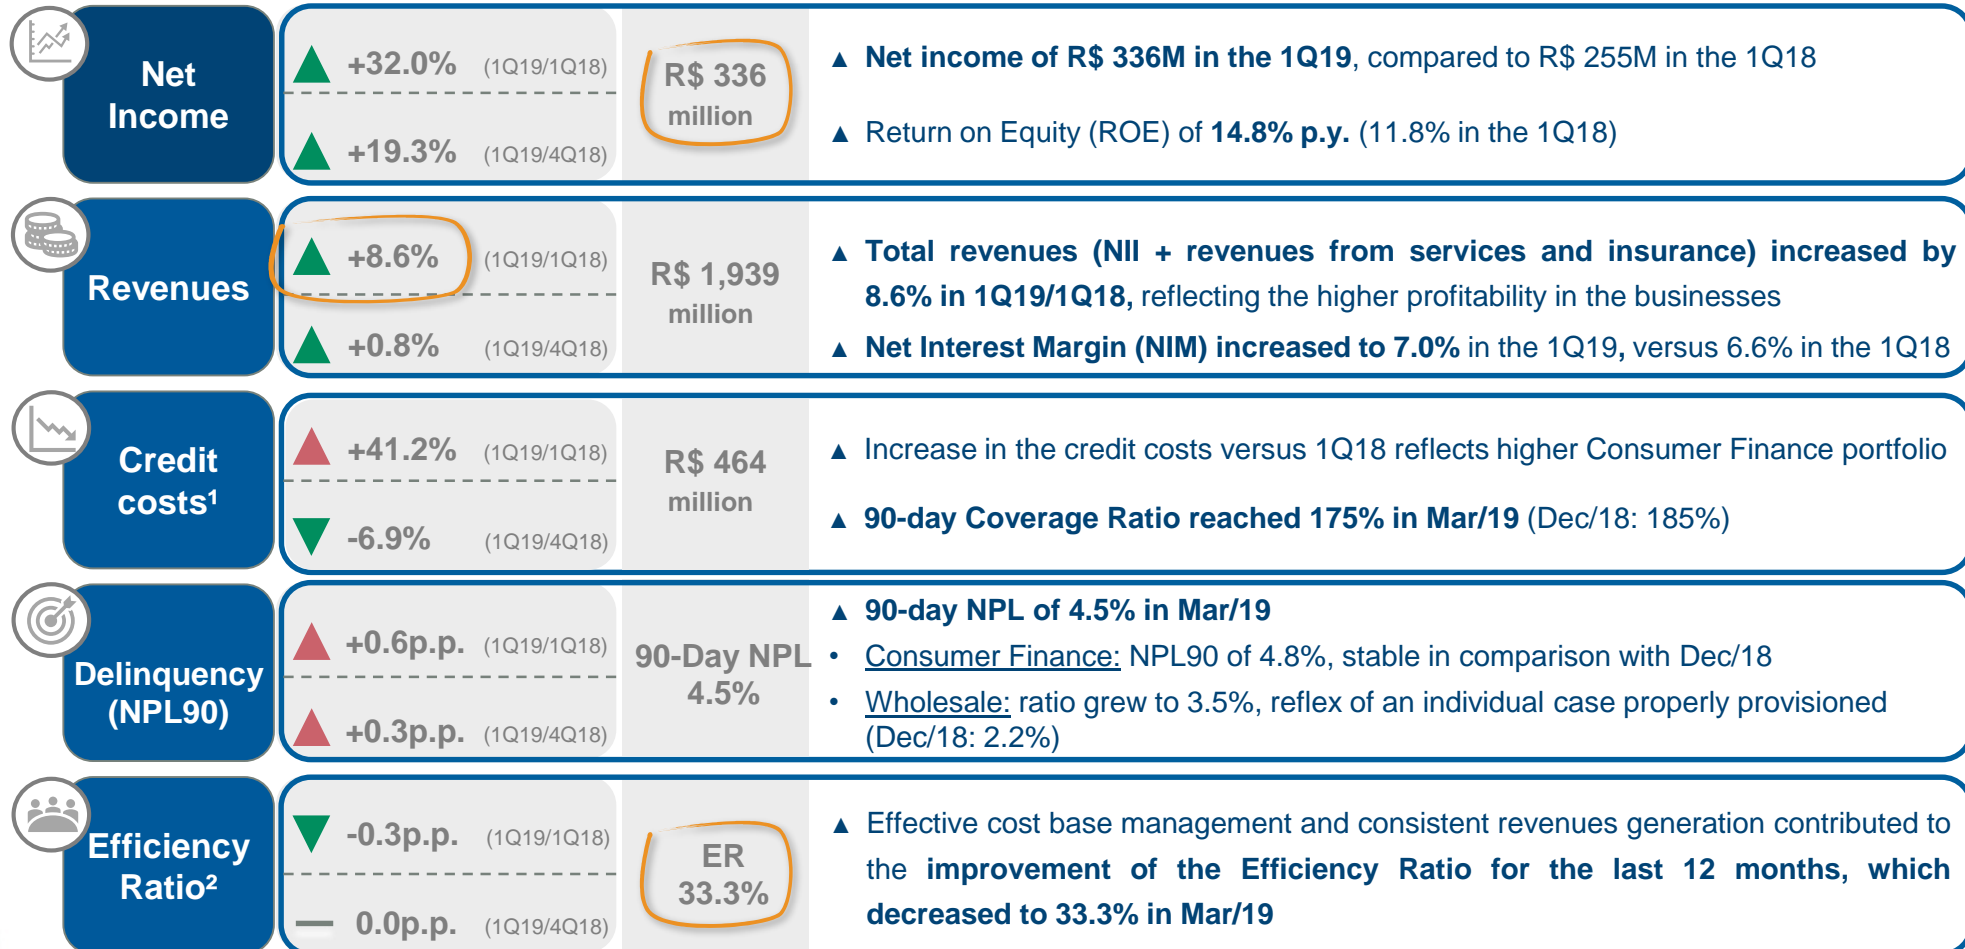 Net
Income
▲ +32.0% (1Q19/1Q18)
▲ +19.3% (1Q19/4Q18)
R$ 336
million
▲ Net income of R$ 336M in the 1Q19, compared to R$ 255M in the 1Q18
▲ Return on Equity (ROE) of 14.8% p.y. (11.8% in the 1Q18)
Revenues
▲ +8.6% (1Q19/1Q18)
▲ +0.8% (1Q19/4Q18)
R$ 1,939
million
▲ Total revenues (NII + revenues from services and insurance) increased by
8.6% in 1Q19/1Q18, reflecting the higher profitability in the businesses
▲ Net Interest Margin (NIM) increased to 7.0% in the 1Q19, versus 6.6% in the 1Q18
Credit
costs¹
▲ +41.2% (1Q19/1Q18)
▼ -6.9% (1Q19/4Q18)
R$ 464
million
▲ Increase in the credit costs versus 1Q18 reflects higher Consumer Finance portfolio
▲ 90-day Coverage Ratio reached 175% in Mar/19 (Dec/18: 185%)
Delinquency
(NPL90)
▲ +0.6p.p. (1Q19/1Q18)
▲ +0.3p.p. (1Q19/4Q18)
90-Day NPL
4.5%
▲ 90-day NPL of 4.5% in Mar/19
• Consumer Finance: NPL90 of 4.8%, stable in comparison with Dec/18
• Wholesale: ratio grew to 3.5%, reflex of an individual case properly provisioned
(Dec/18: 2.2%)
Efficiency
Ratio²
▼ -0.3p.p. (1Q19/1Q18)
— 0.0p.p. (1Q19/4Q18)
ER
33.3%
▲ Effective cost base management and consistent revenues generation contributed to
the improvement of the Efficiency Ratio for the last 12 months, which
decreased to 33.3% in Mar/19